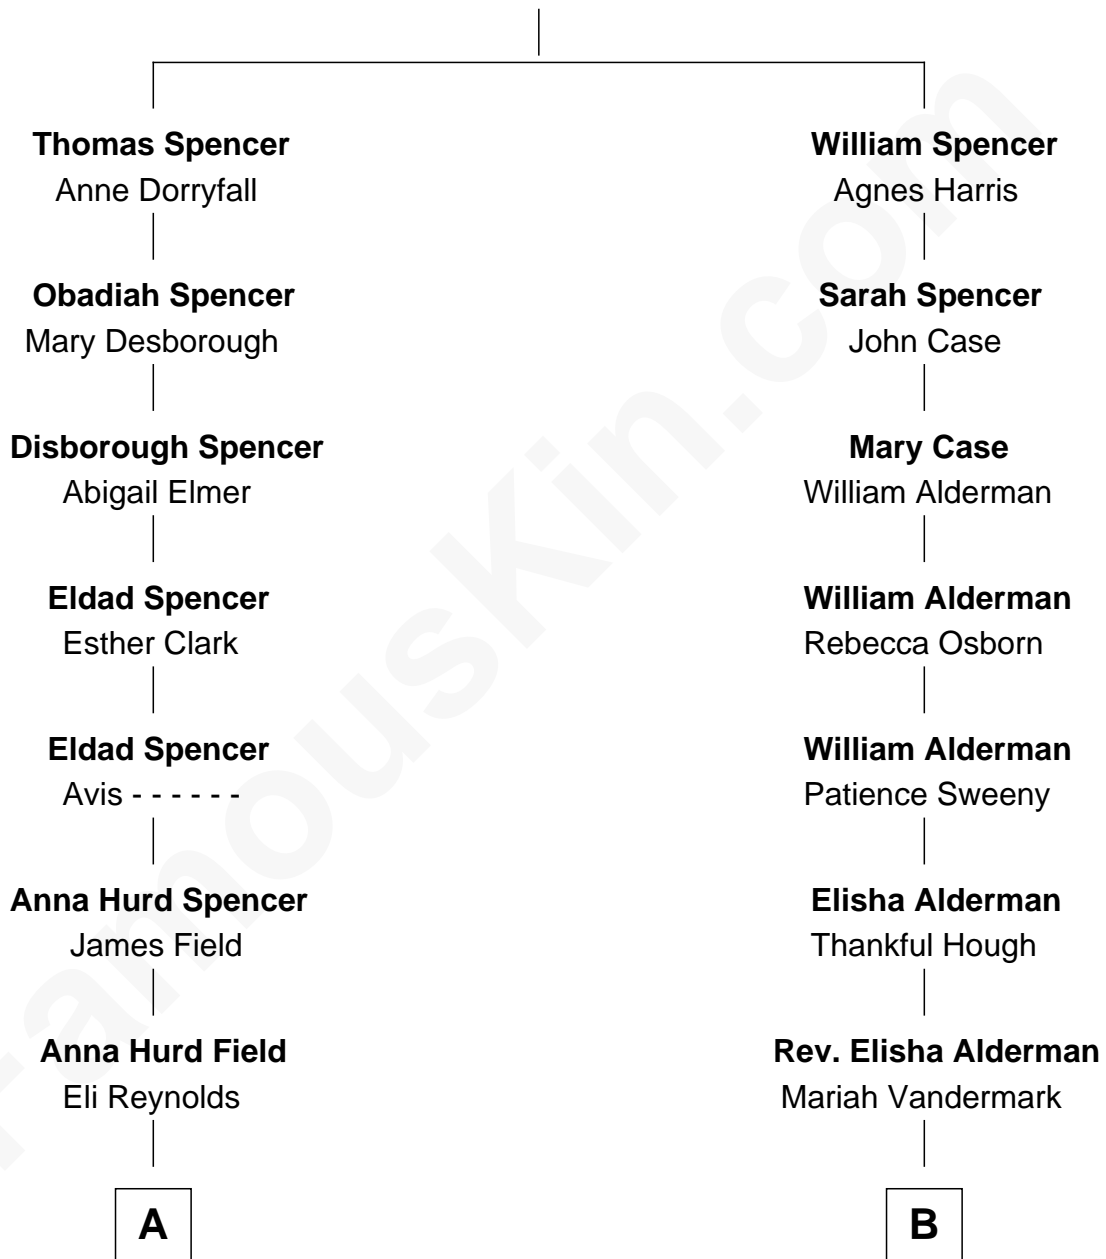 Thomas Spencer
Anne Dorryfall
Obadiah Spencer
Mary Desborough
Disborough Spencer
Abigail Elmer
Eldad Spencer
Esther Clark
Eldad Spencer
Avis - - - - - -
Anna Hurd Spencer
James Field
Anna Hurd Field
Eli Reynolds
A
William Spencer
Agnes Harris
Sarah Spencer
John Case
Mary Case
William Alderman
William Alderman
Rebecca Osborn
William Alderman
Patience Sweeny
Elisha Alderman
Thankful Hough
Rev. Elisha Alderman
Mariah Vandermark
B
FamousKin.com